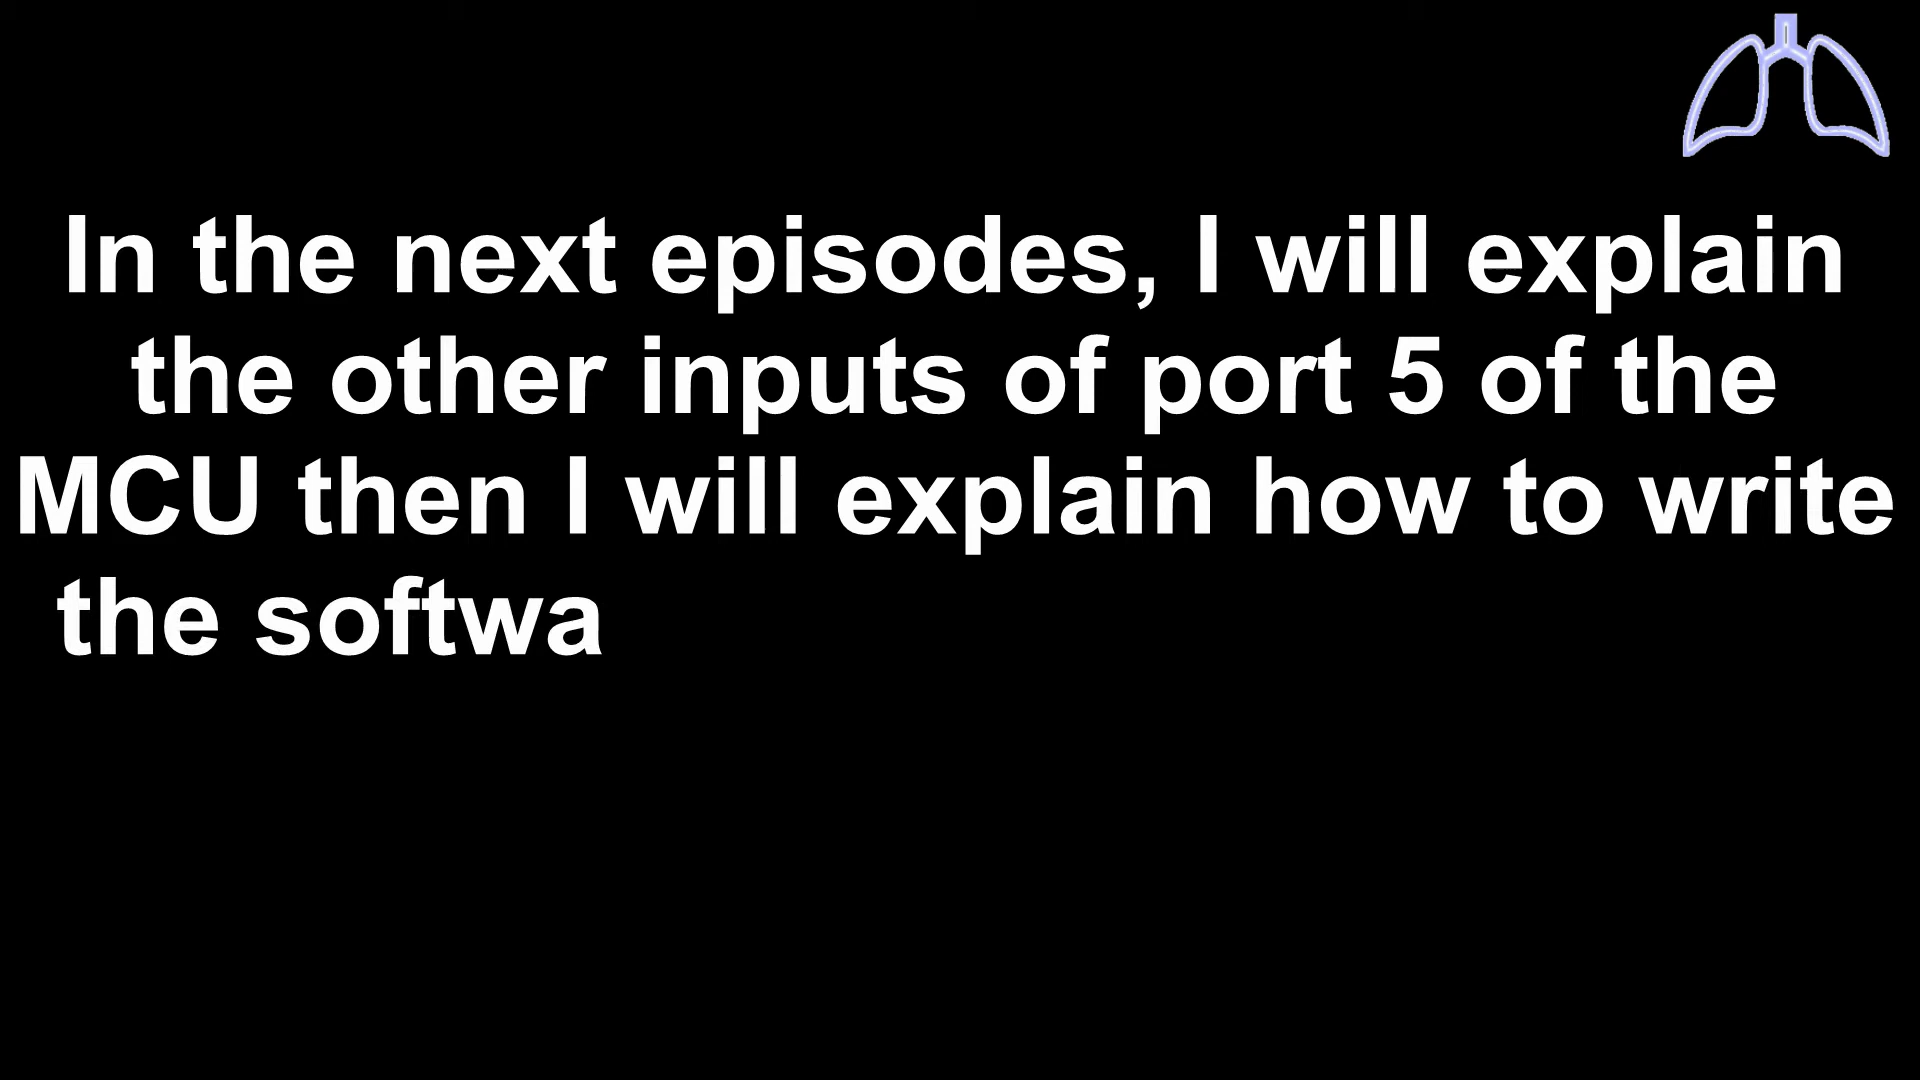 In the next episodes, I will explain
the other inputs of port 5 of the
MCU then I will explain how to write
the softwa